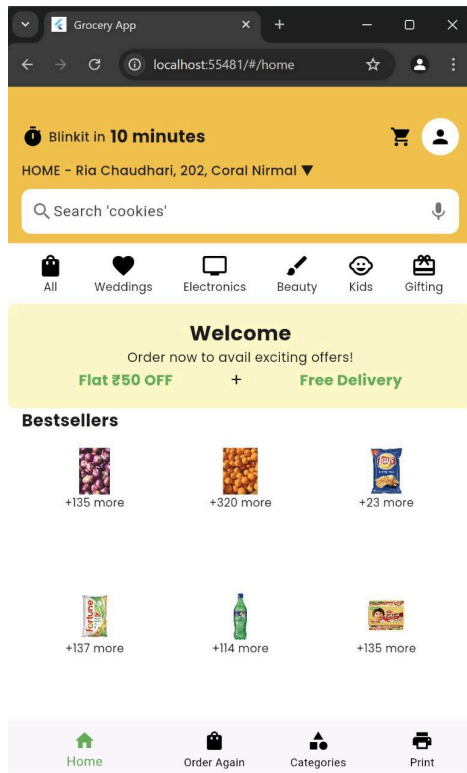 Grocery App
localhost:55481/#/home
Blinkit in 10 minutes
HOME - Ria Chaudhari, 202, Coral Nirmal ▼
Search 'cookies'
All Weddings Electronics Beauty Kids Gifting
Welcome
Order now to avail exciting offers!
Flat ₹50 OFF + Free Delivery
Bestsellers
Lay's
+135 more +320 more +23 more
fortune
+137 more +114 more +135 more
Home Order Again Categories Print